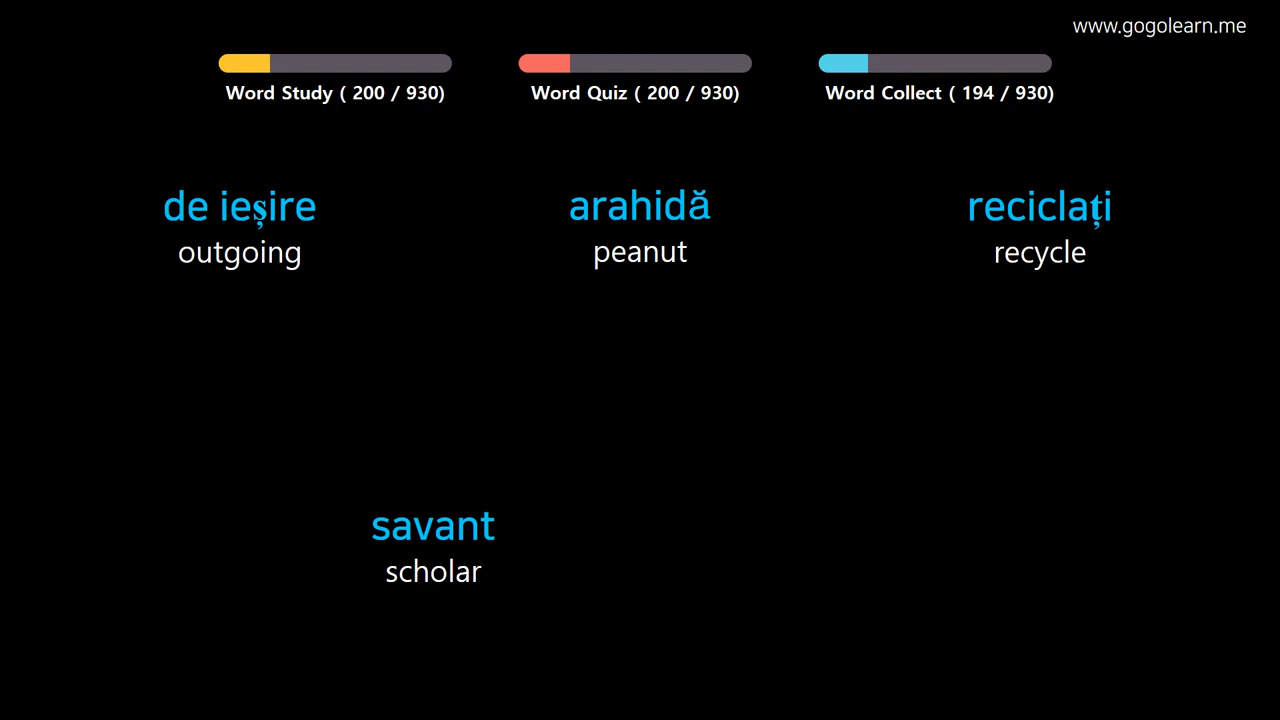 www.gogolearn.me
Word Study ( 200 / 930)
Word Quiz ( 200 / 930)
Word Collect ( 194 / 930)
de ieșire
outgoing
arahidă
peanut
reciclați
recycle
savant
scholar